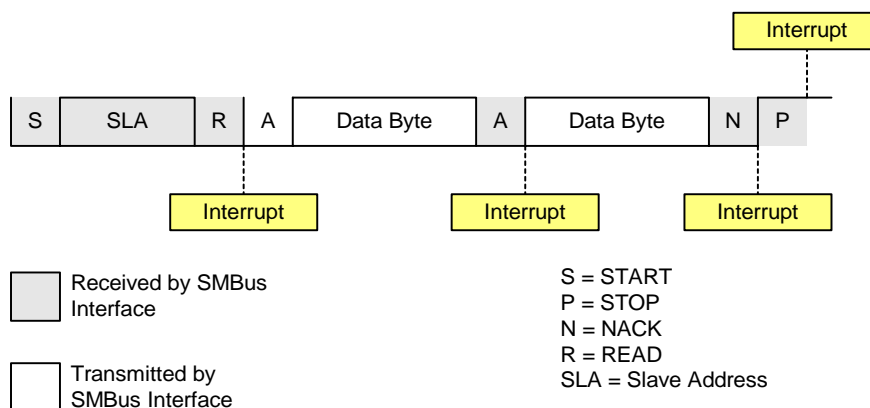 Interrupt
S SLA R A Data Byte A Data Byte N P
Interrupt Interrupt Interrupt
Received by SMBus
Interface
Transmitted by
SMBus Interface
S = START
P = STOP
N = NACK
R = READ
SLA = Slave Address